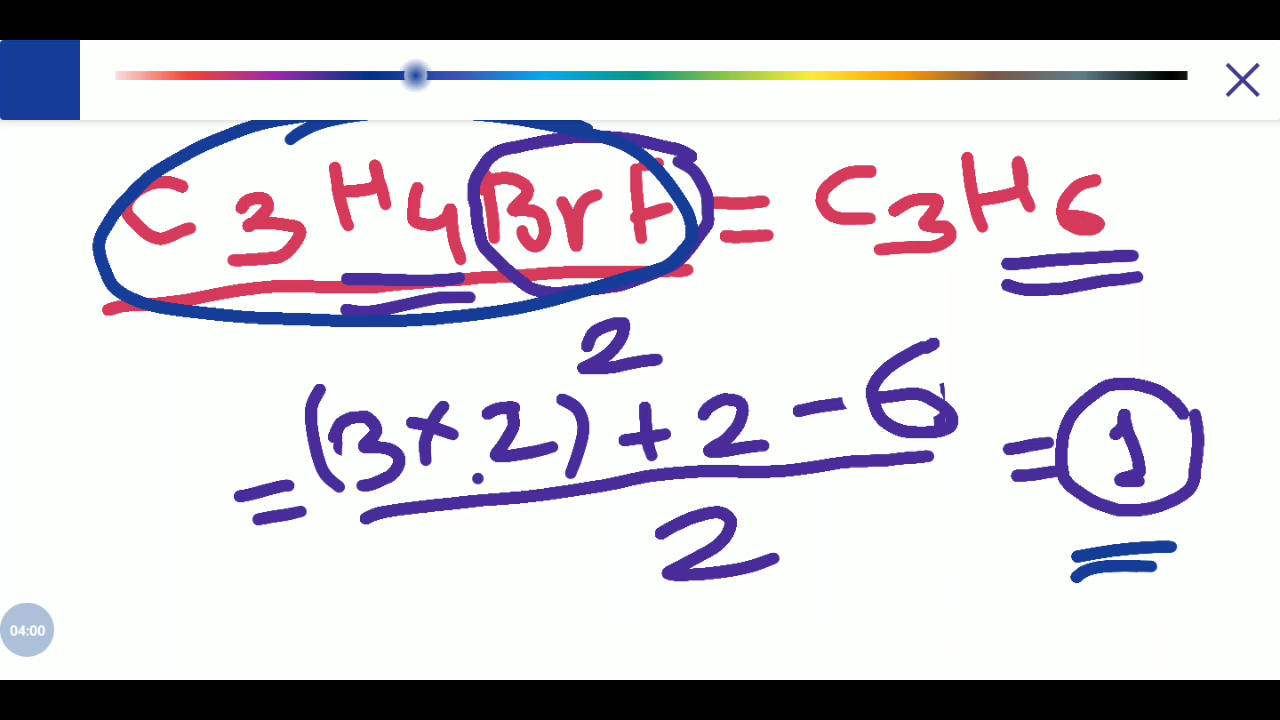 C3H4BrF = C3H6
2
= (3×2)+2-6 = 1
2
04:00